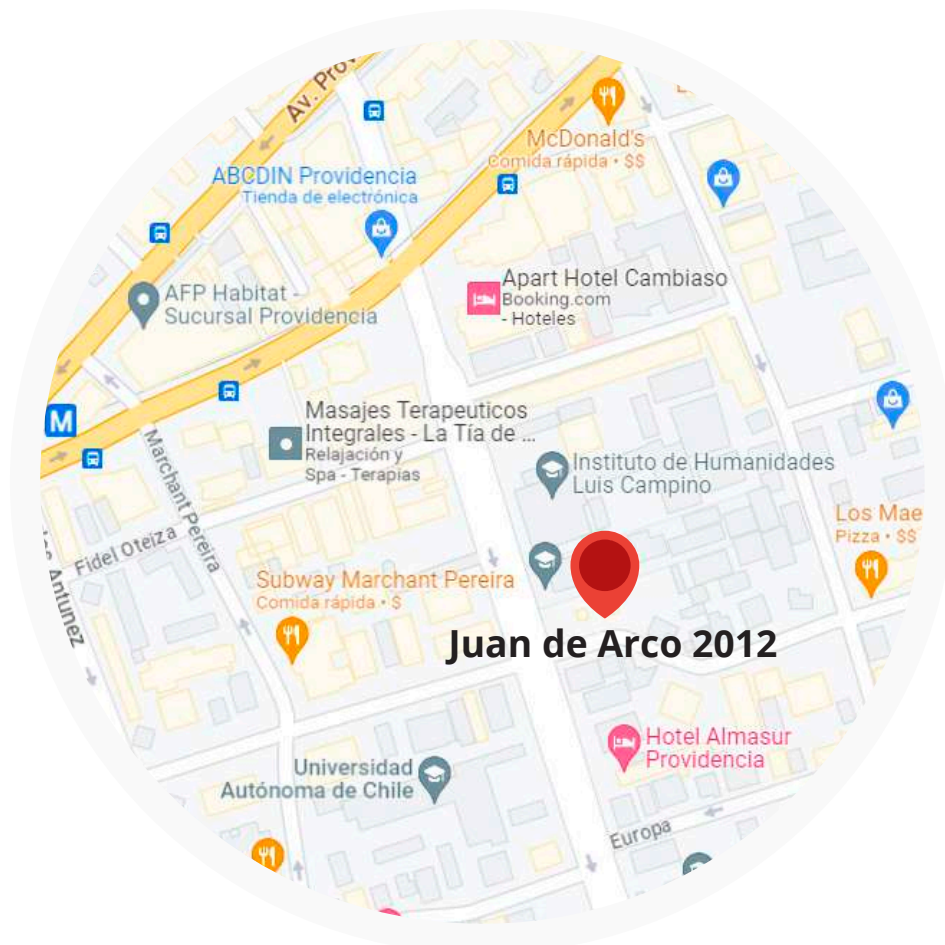 Av. Prov
McDonald's
Comida rápida • $$
ABCDIN Providencia
Tienda de electrónica
Apart Hotel Cambiaso
Booking.com
- Hoteles
AFP Habitat -
Sucursal Providencia
M
Masajes Terapeuticos
Integrales - La Tía de ...
Relajación y
Spa - Terapias
Marchant Pereira
Instituto de Humanidades
Luis Campino
Los Mae
Pizza • $$
Fidel Oteiza
Antunez
Subway Marchant Pereira
Comida rápida • $
Juan de Arco 2012
Hotel Almasur
Providencia
Universidad
Autónoma de Chile
Europa